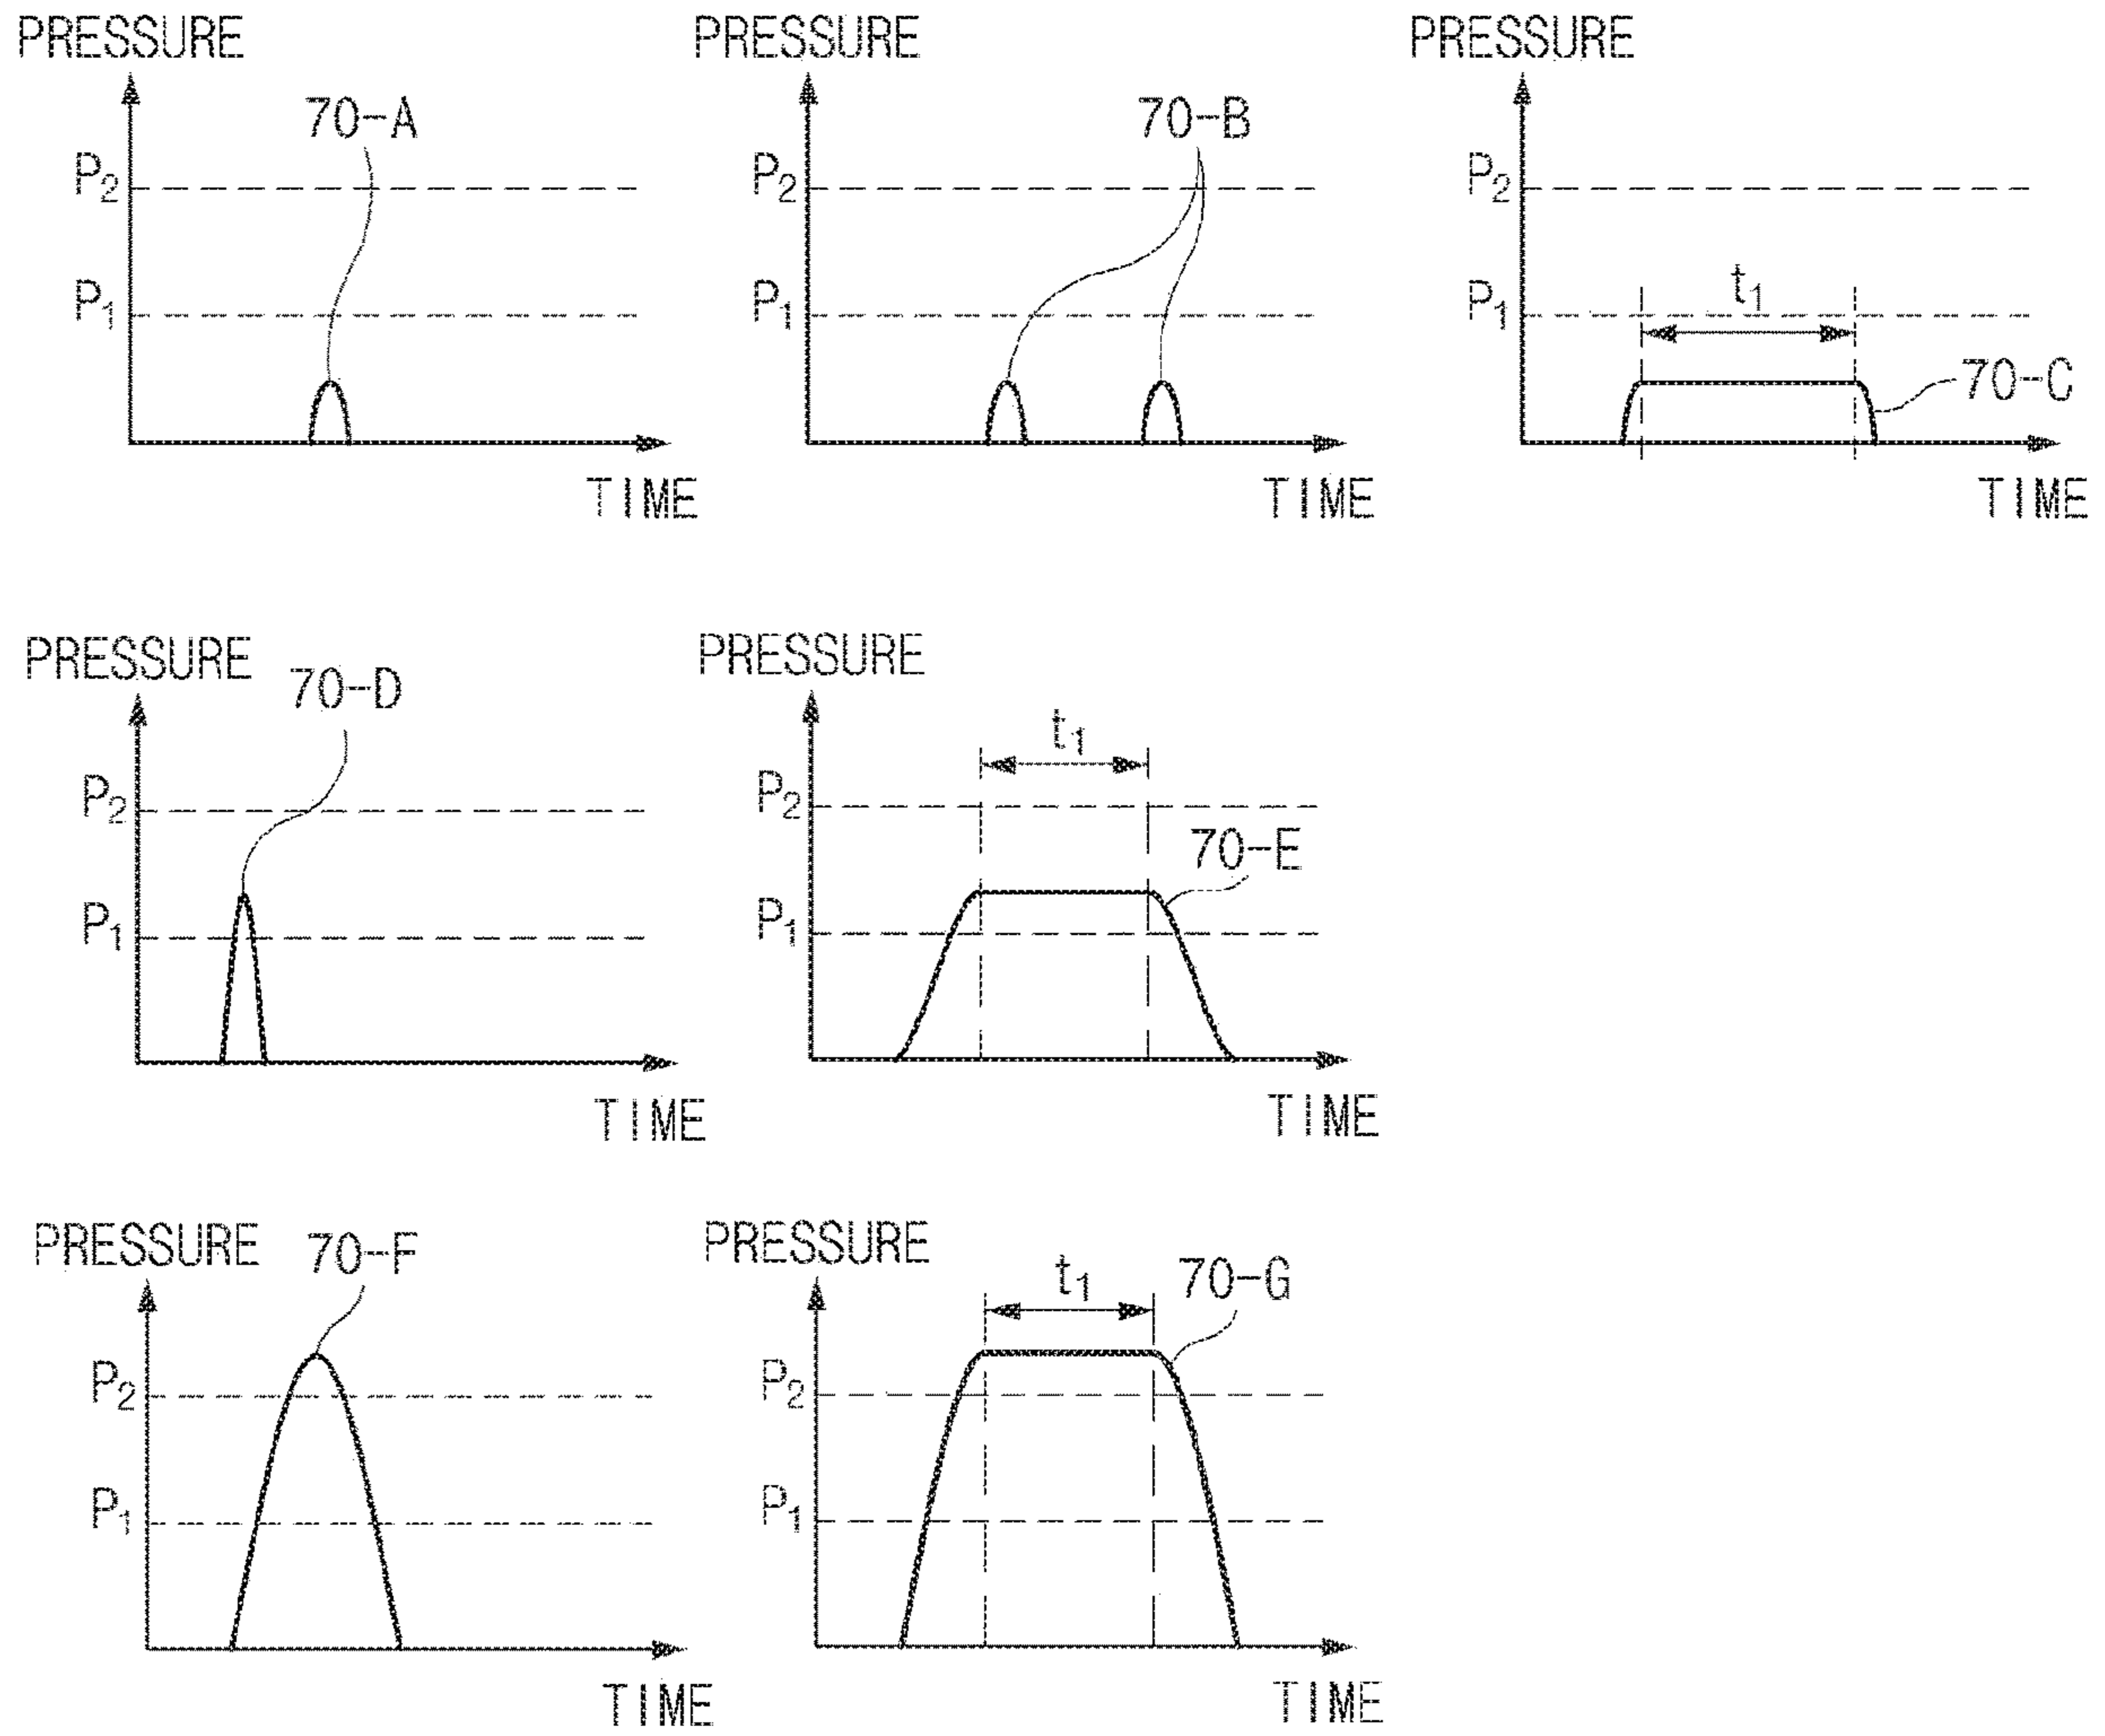 PRESSURE
70-A
P2
P1
TIME
PRESSURE
70-B
P2
P1
TIME
PRESSURE
P2
t1
P1
70-C
TIME
PRESSURE
70-D
P2
P1
TIME
PRESSURE
t1
P2
70-E
P1
TIME
PRESSURE
70-F
P2
P1
TIME
PRESSURE
t1
70-G
P2
P1
TIME